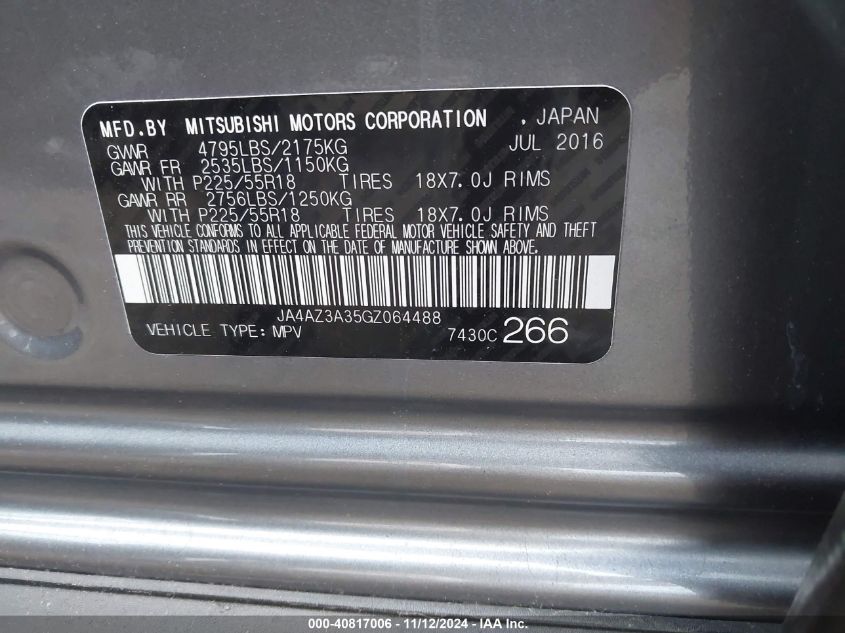 MFD.BY MITSUBISHI MOTORS CORPORATION , JAPAN
GVWR 4795LBS/2175KG JUL 2016
GAWR FR 2535LBS/1150KG
WITH P225/55R18 TIRES 18X7.0J RIMS
GAWR RR 2756LBS/1250KG
WITH P225/55R18 TIRES 18X7.0J RIMS
THIS VEHICLE CONFORMS TO ALL APPLICABLE FEDERAL MOTOR VEHICLE SAFETY AND THEFT
PREVENTION STANDARDS IN EFFECT ON THE DATE OF MANUFACTURE SHOWN ABOVE.
JA4AZ3A35GZ064488
VEHICLE TYPE: MPV 7430C 266
000-40817006 - 11/12/2024 - IAA Inc.